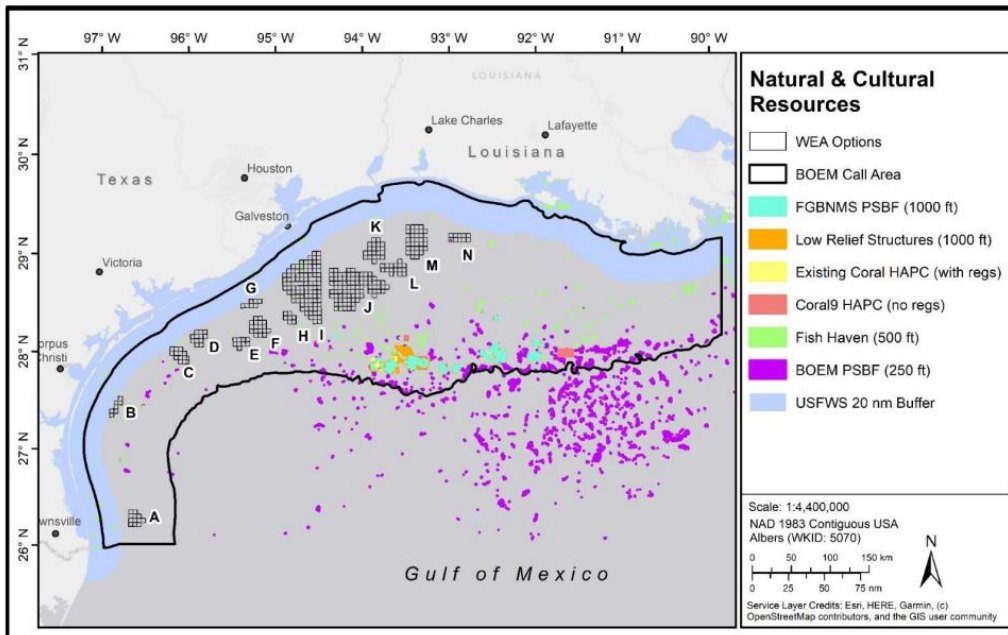 97° W 96° W 95° W 94° W 93° W 92° W 91° W 90° W
31° N
30° N
29° N
28° N
27° N
26° N
LOUISIANA
Lake Charles
Lafayette
Louisiana
Texas
Houston
Galveston
Victoria
orpus
Christi
wnsville
K
N
M
L
G
J
I
H
F
D
E
C
B
A
Gulf of Mexico
Natural & Cultural
Resources
WEA Options
BOEM Call Area
FGBNMS PSBF (1000 ft)
Low Relief Structures (1000 ft)
Existing Coral HAPC (with regs)
Coral9 HAPC (no regs)
Fish Haven (500 ft)
BOEM PSBF (250 ft)
USFWS 20 nm Buffer
Scale: 1:4,400,000
NAD 1983 Contiguous USA
Albers (WKID: 5070)
N
0 50 100 150 km
0 25 50 75 nm
Service Layer Credits: Esri, HERE, Garmin, (c)
OpenStreetMap contributors, and the GIS user community